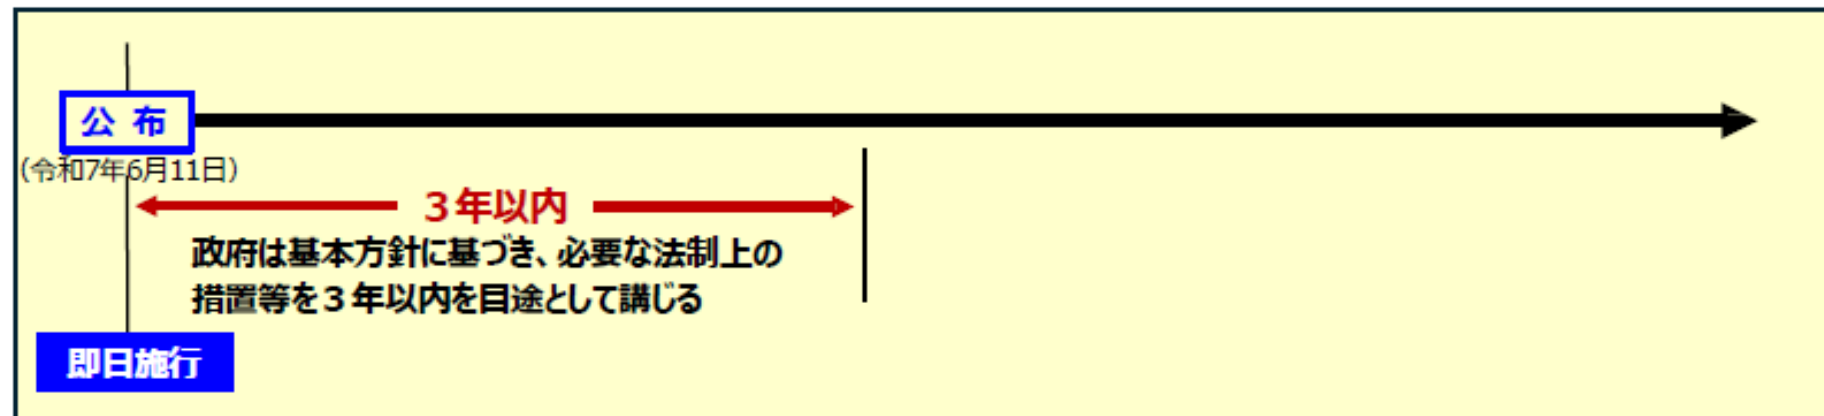 公 布
(令和7年6月11日)
３年以内
政府は基本方針に基づき、必要な法制上の
措置等を３年以内を目途として講じる
即日施行